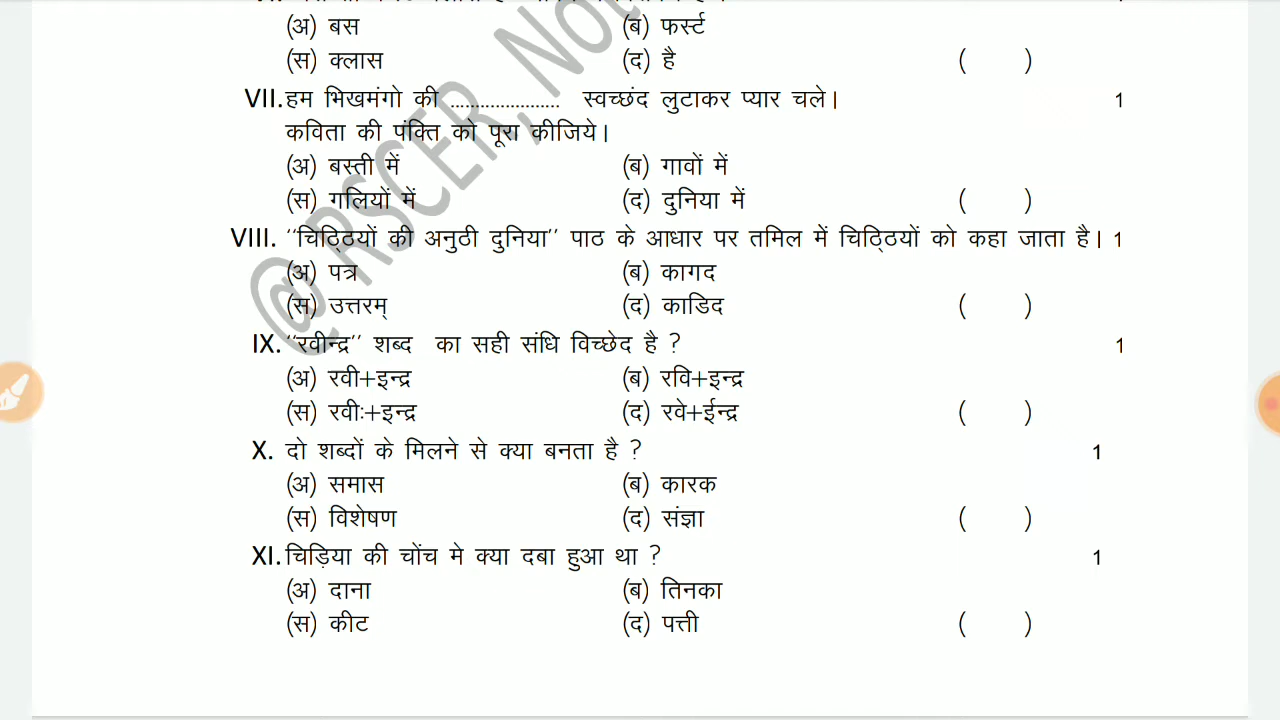 (अ) बस (ब) फर्स्ट
(स) क्लास (द) है ( )
VII. हम भिखमंगो की ...................... स्वच्छंद लुटाकर प्यार चले। 1
कविता की पंक्ति को पूरा कीजिये।
(अ) बस्ती में (ब) गावों में
(स) गलियों में (द) दुनिया में ( )
VIII. "चिठ्ठियों की अनुठी दुनिया" पाठ के आधार पर तमिल में चिठ्ठियों को कहा जाता है। 1
(अ) पत्र (ब) कागद
(स) उत्तरम् (द) काडिद ( )
IX. "रवीन्द्र" शब्द का सही संधि विच्छेद है ? 1
(अ) रवी+इन्द्र (ब) रवि+इन्द्र
(स) रवीः+इन्द्र (द) रवे+ईन्द्र ( )
X. दो शब्दों के मिलने से क्या बनता है ? 1
(अ) समास (ब) कारक
(स) विशेषण (द) संज्ञा ( )
XI. चिड़िया की चोंच मे क्या दबा हुआ था ? 1
(अ) दाना (ब) तिनका
(स) कीट (द) पत्ती ( )
@ RSCER,